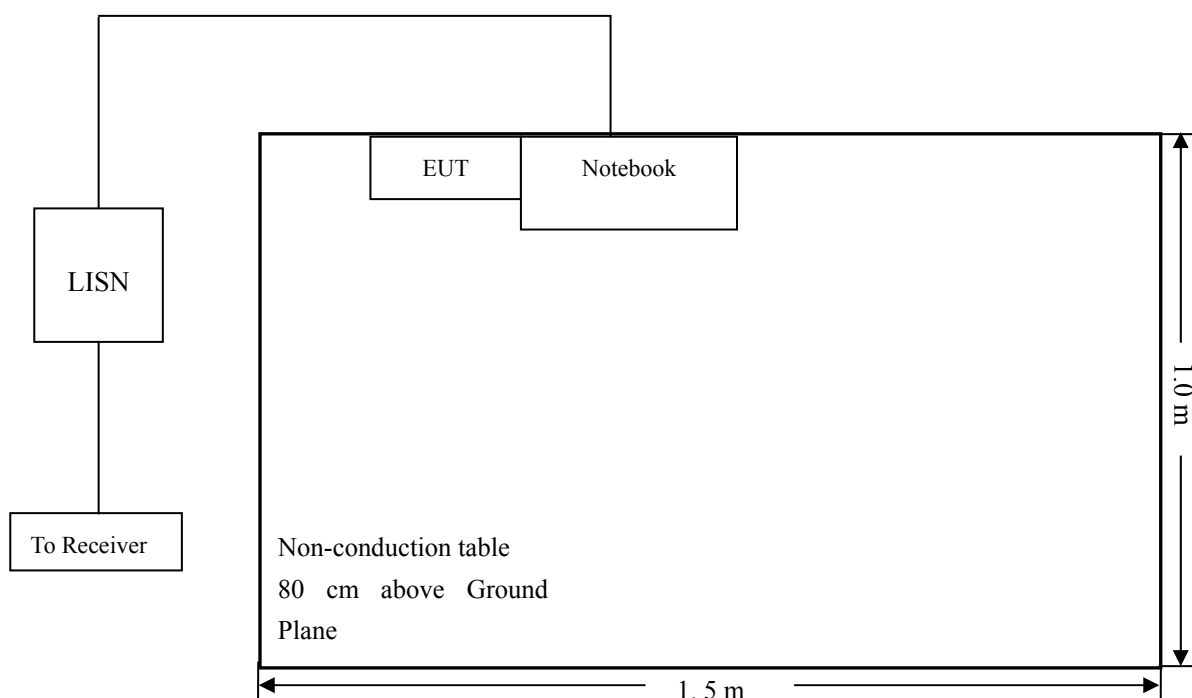 EUT
Notebook
LISN
1.0 m
To Receiver
Non-conduction table
80 cm above Ground
Plane
1. 5 m